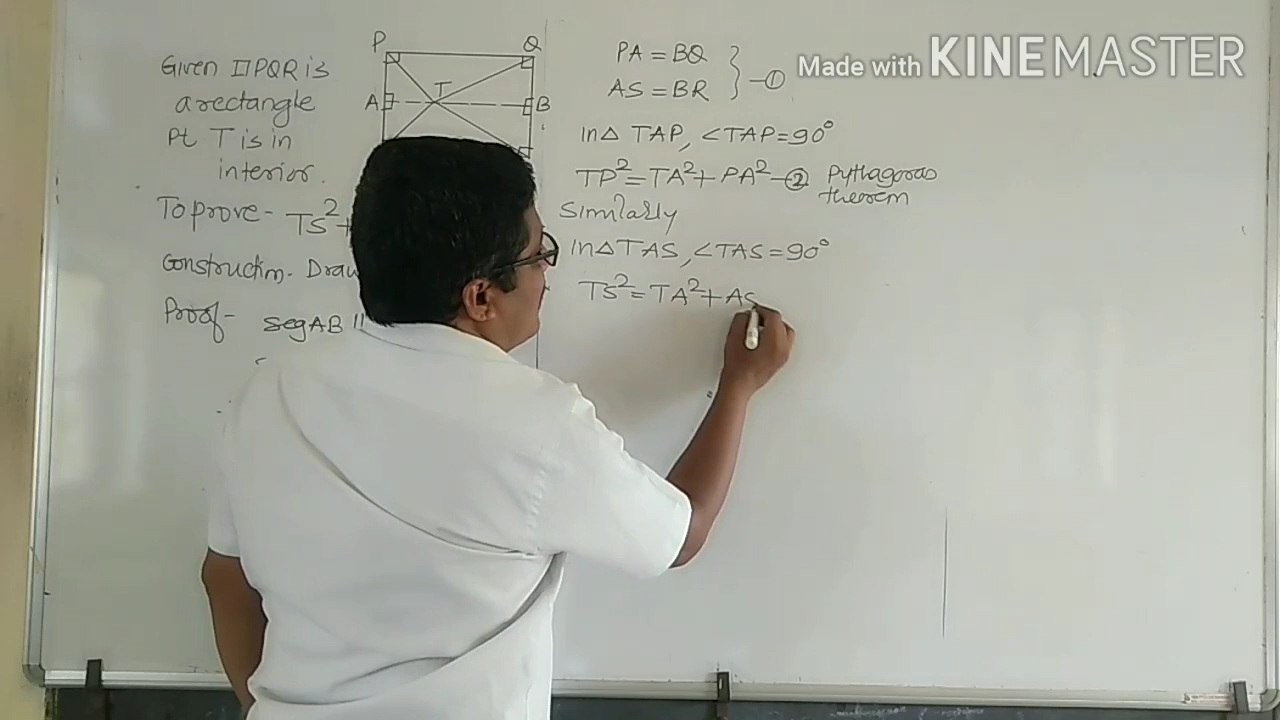 Given □PQR is
a rectangle
Pt T is in
interior.
To prove- TS²+
Construction- Draw
Proof- seg AB ||
P
Q
A
T
B
PA = BQ
AS = BR } —①
In △ TAP, ∠TAP=90°
TP²=TA²+ PA² —② Pythagoras
theorem
Similarly
In △TAS, ∠TAS=90°
TS²=TA²+AS
Made with KINEMASTER